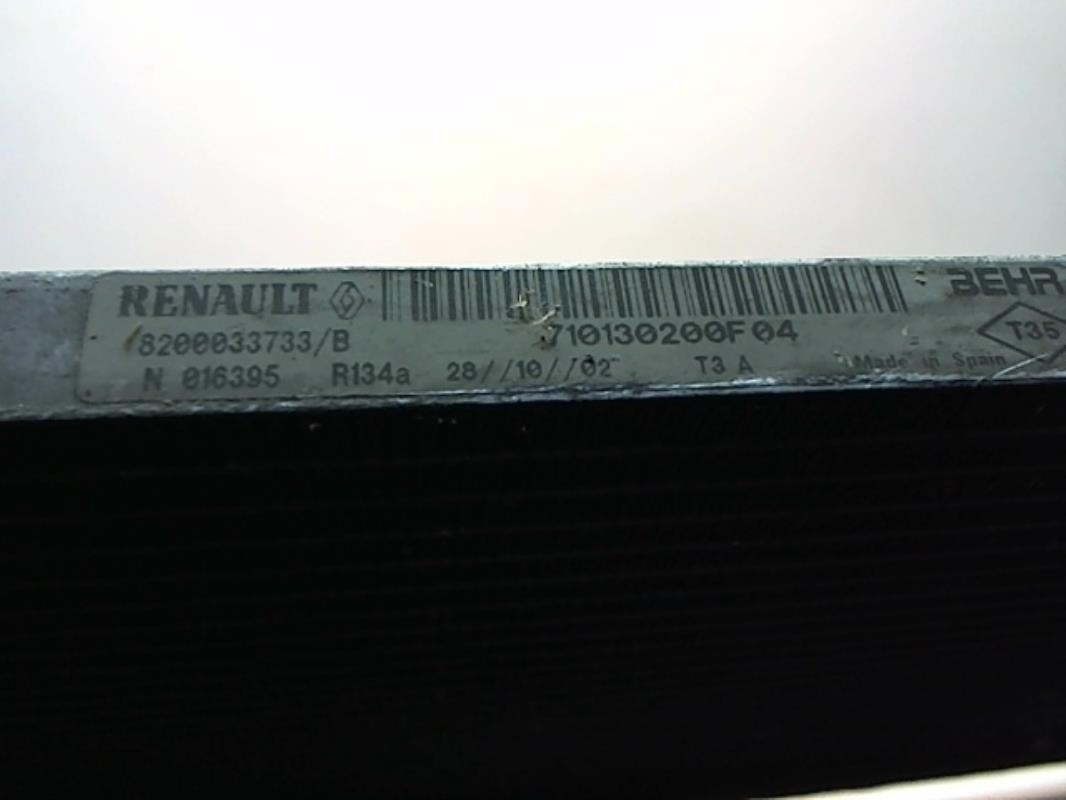 RENAULT BEHR
8200033733/B 710130200F04 T35
N 016395 R134a 28//10//02 T3 A Made in Spain